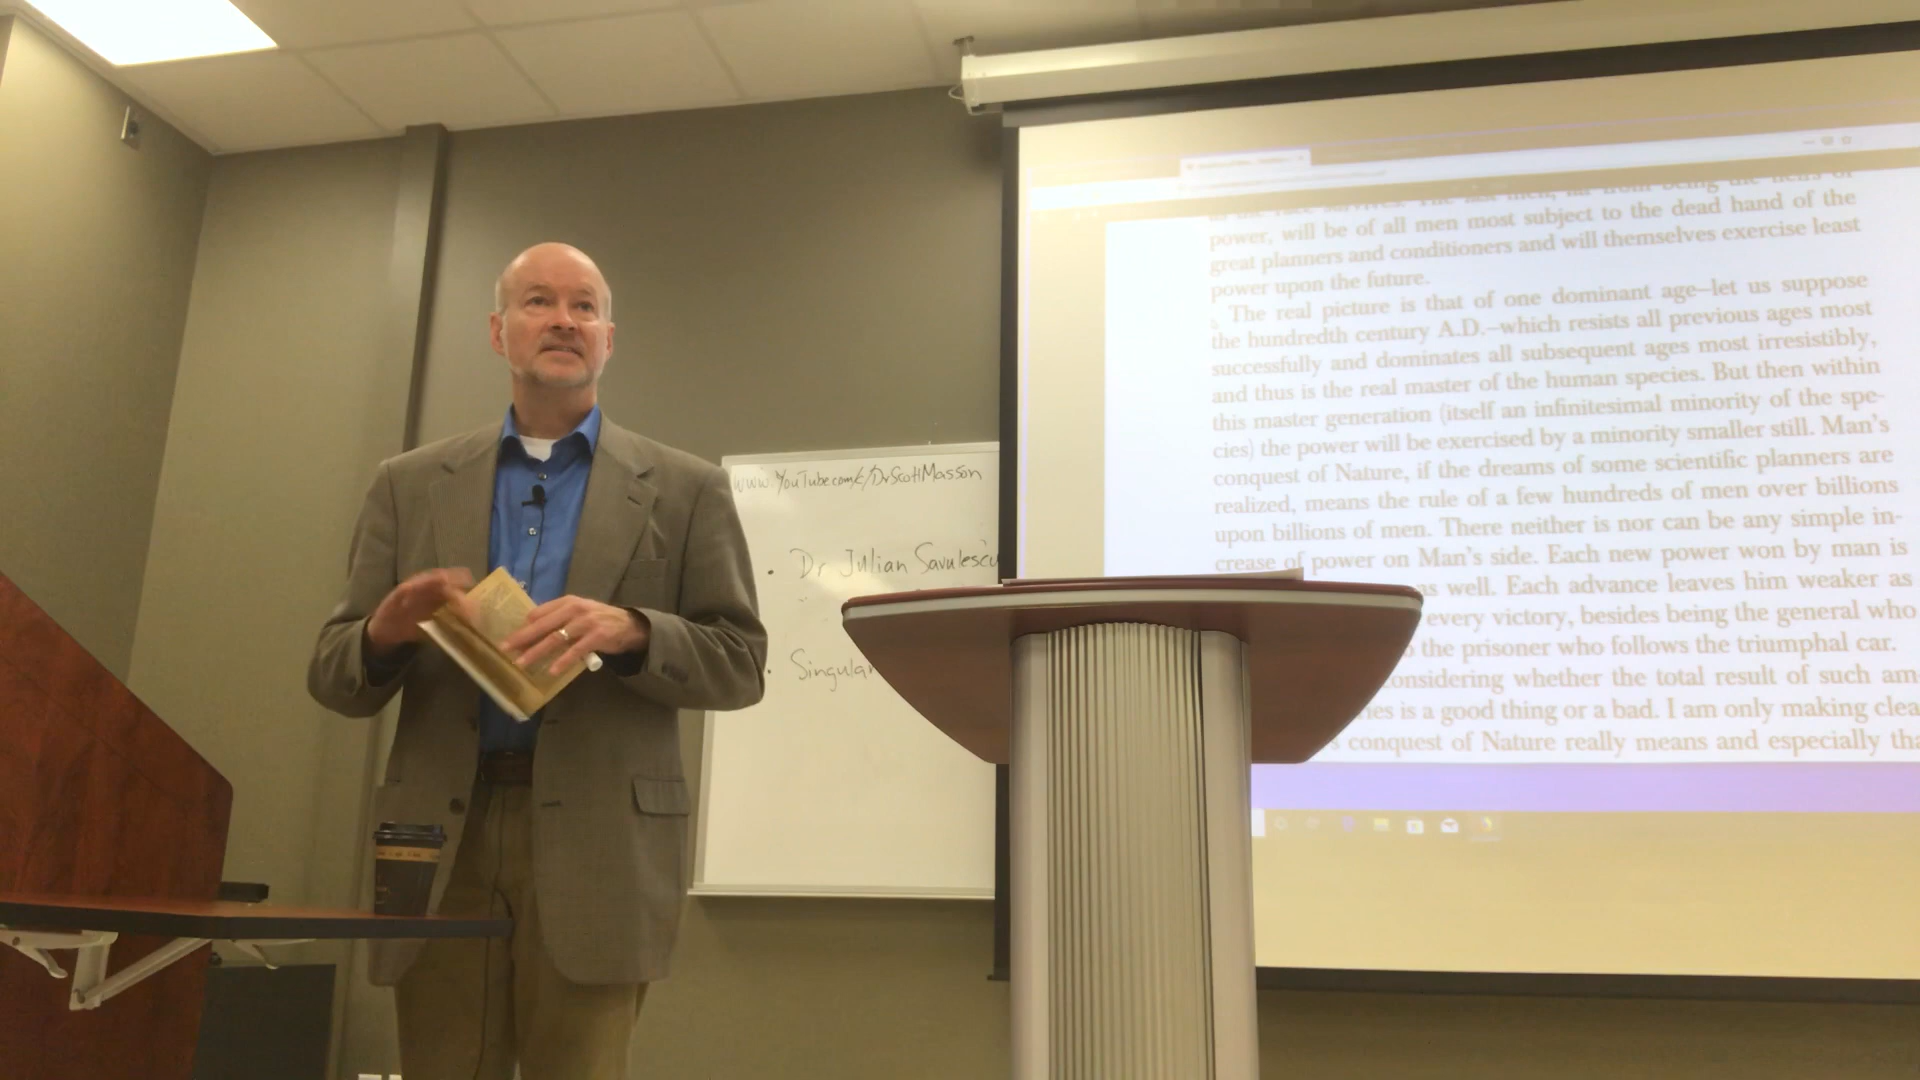 www.YouTube.com/c/DrScottMasson
• Dr Julian Savulescu
• Singular
power, will be of all men most subject to the dead hand of the
great planners and conditioners and will themselves exercise least
power upon the future.
The real picture is that of one dominant age—let us suppose
the hundredth century A.D.—which resists all previous ages most
successfully and dominates all subsequent ages most irresistibly,
and thus is the real master of the human species. But then within
this master generation (itself an infinitesimal minority of the spe-
cies) the power will be exercised by a minority smaller still. Man's
conquest of Nature, if the dreams of some scientific planners are
realized, means the rule of a few hundreds of men over billions
upon billions of men. There neither is nor can be any simple in-
crease of power on Man's side. Each new power won by man is
as well. Each advance leaves him weaker as
every victory, besides being the general who
the prisoner who follows the triumphal car.
considering whether the total result of such am-
is a good thing or a bad. I am only making clea
conquest of Nature really means and especially tha